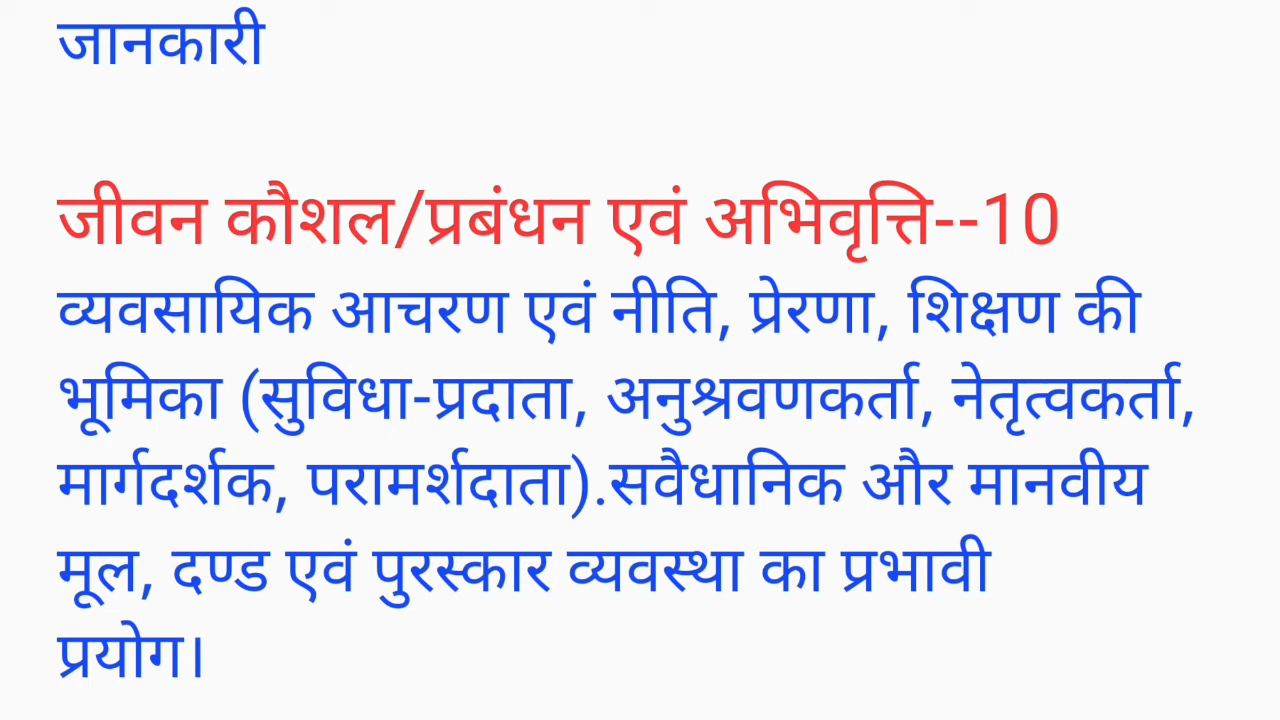 जानकारी
जीवन कौशल/प्रबंधन एवं अभिवृत्ति--10
व्यवसायिक आचरण एवं नीति, प्रेरणा, शिक्षण की
भूमिका (सुविधा-प्रदाता, अनुश्रवणकर्ता, नेतृत्वकर्ता,
मार्गदर्शक, परामर्शदाता).सवैधानिक और मानवीय
मूल, दण्ड एवं पुरस्कार व्यवस्था का प्रभावी
प्रयोग।